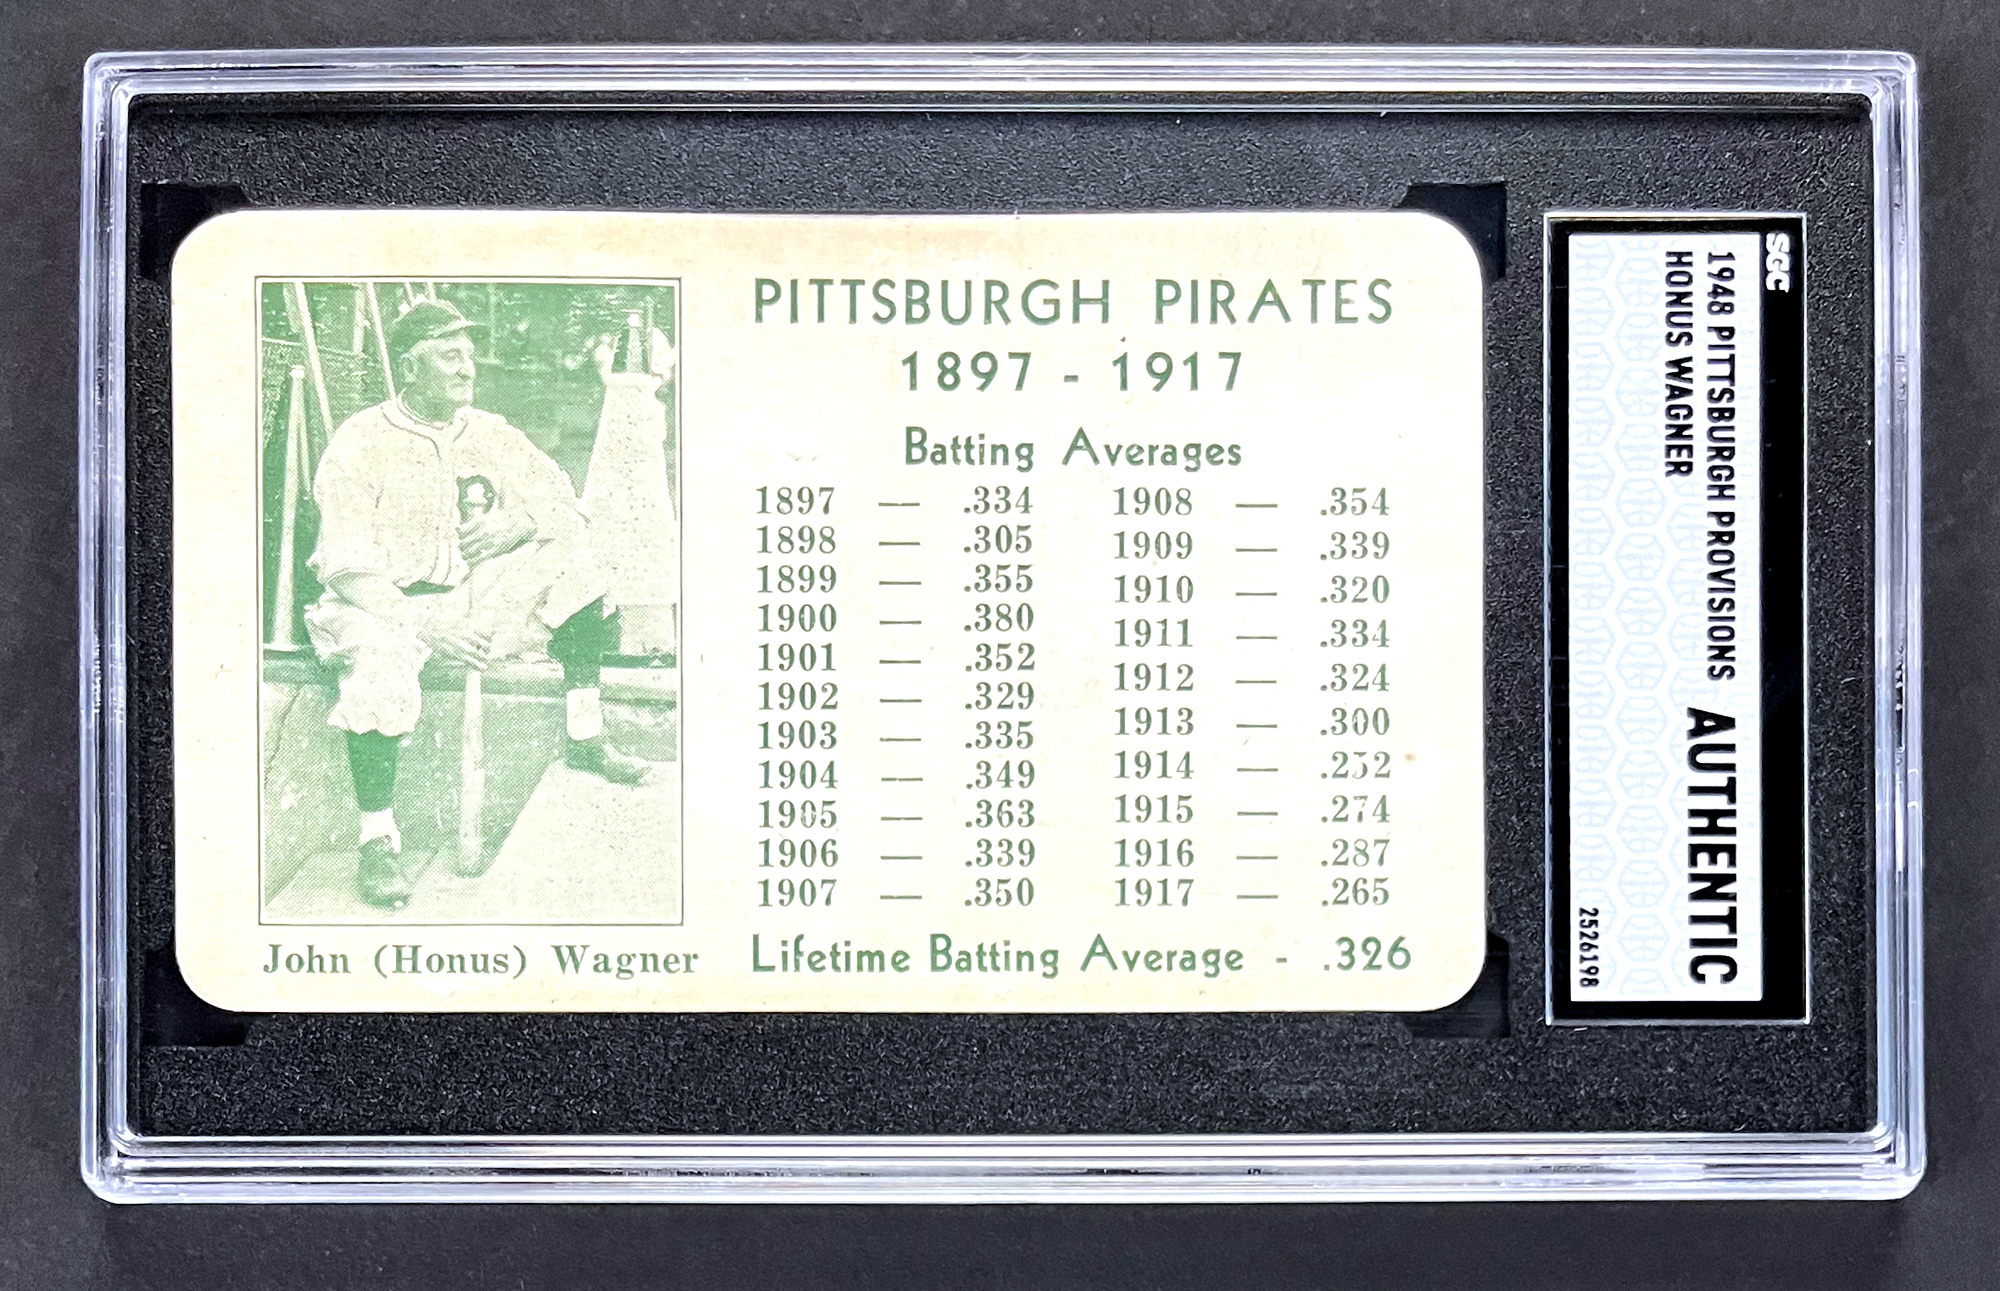 PITTSBURGH PIRATES
1897 - 1917
Batting Averages
1897 — .334 1908 — .354
1898 — .305 1909 — .339
1899 — .355 1910 — .320
1900 — .380 1911 — .334
1901 — .352 1912 — .324
1902 — .329 1913 — .300
1903 — .335 1914 — .252
1904 — .349 1915 — .274
1905 — .363 1916 — .287
1906 — .339 1917 — .265
1907 — .350
Lifetime Batting Average - .326
John (Honus) Wagner
P
SGC
1948 PITTSBURGH PROVISIONS
HONUS WAGNER
AUTHENTIC
2526198